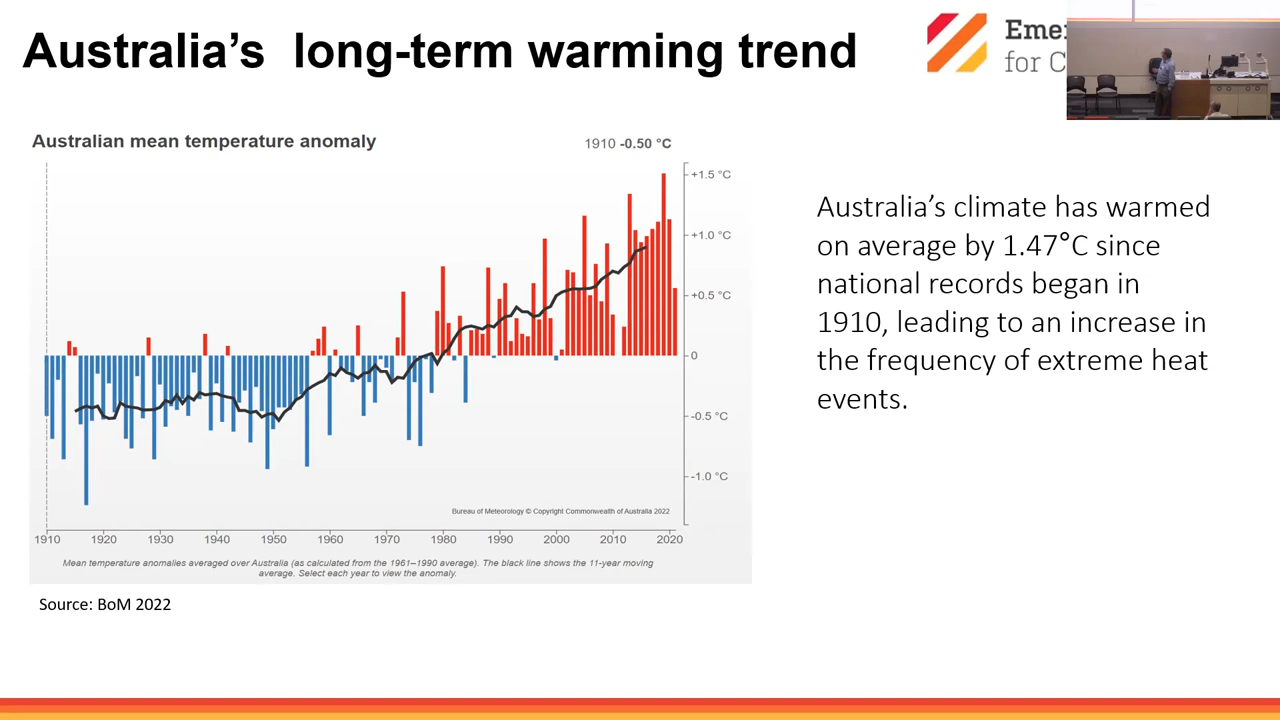 Australia's  long-term warming trend
for C
Australian mean temperature anomaly
1910 -0.50 °C
+1.5 °C
+1.0 °C
+0.5 °C
0
-0.5 °C
-1.0 °C
Bureau of Meteorology © Copyright Commonwealth of Australia 2022
1910 1920 1930 1940 1950 1960 1970 1980 1990 2000 2010 2020
Mean temperature anomalies averaged over Australia (as calculated from the 1961–1990 average). The black line shows the 11-year moving
average. Select each year to view the anomaly.
Source: BoM 2022
Australia's climate has warmed
on average by 1.47°C since
national records began in
1910, leading to an increase in
the frequency of extreme heat
events.